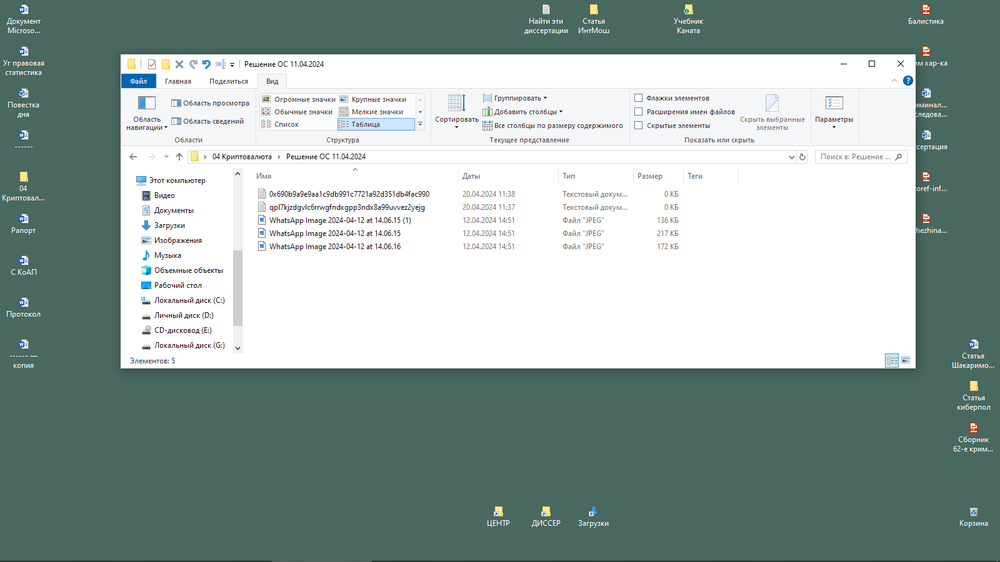 Документ
Microso...
Уг правовая
статистика
Повестка
дня
------
04
Криптовал...
Рапорт
С КоАП
Протокол
------ —
копия
Найти эти
диссертации
Статья
ИнтМош
Учебник
Каната
Балистика
им хар-ка
иминал...
следова...
сертация
toref-inf...
hezhina...
Статья
Шакаримо...
Статья
киберпол
Сборник
62-е крим...
Корзина
ЦЕНТР
ДИССЕР
Загрузки
Решение ОС 11.04.2024
Файл
Главная
Поделиться
Вид
Область
навигации
Область просмотра
Область сведений
Области
Огромные значки
Крупные значки
Обычные значки
Мелкие значки
Список
Таблица
Структура
Сортировать
Группировать
Добавить столбцы
Все столбцы по размеру содержимого
Текущее представление
Флажки элементов
Расширения имен файлов
Скрытые элементы
Скрыть выбранные
элементы
Показать или скрыть
Параметры
04 Криптовалюта › Решение ОС 11.04.2024
Поиск в: Решение ...
Этот компьютер
Видео
Документы
Загрузки
Изображения
Музыка
Объемные объекты
Рабочий стол
Локальный диск (C:)
Личный диск (D:)
CD-дисковод (E:)
Локальный диск (G:)
Имя Даты Тип Размер Теги
0x690b9a9e9aa1c9db991c7721a92d351db4fac990 20.04.2024 11:38 Текстовый докум... 0 КБ
qpl7kjzdgvlc6rrwgfndxgpp3ndx8a99uvvez2yejg 20.04.2024 11:37 Текстовый докум... 0 КБ
WhatsApp Image 2024-04-12 at 14.06.15 (1) 12.04.2024 14:51 Файл "JPEG" 136 КБ
WhatsApp Image 2024-04-12 at 14.06.15 12.04.2024 14:51 Файл "JPEG" 217 КБ
WhatsApp Image 2024-04-12 at 14.06.16 12.04.2024 14:51 Файл "JPEG" 172 КБ
Элементов: 5